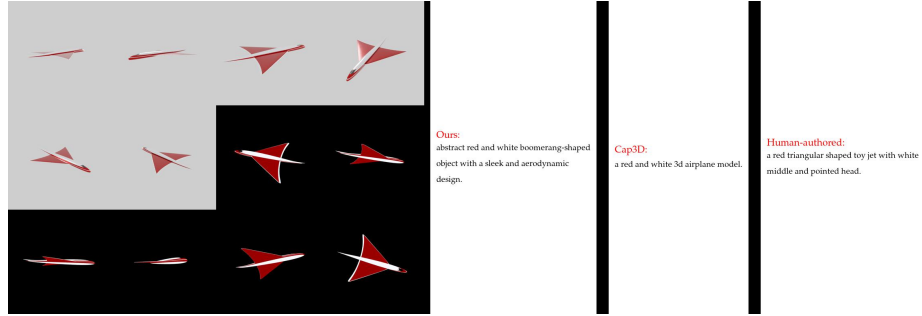 Ours:
abstract red and white boomerang-shaped
object with a sleek and aerodynamic
design.
Cap3D:
a red and white 3d airplane model.
Human-authored:
a red triangular shaped toy jet with white
middle and pointed head.